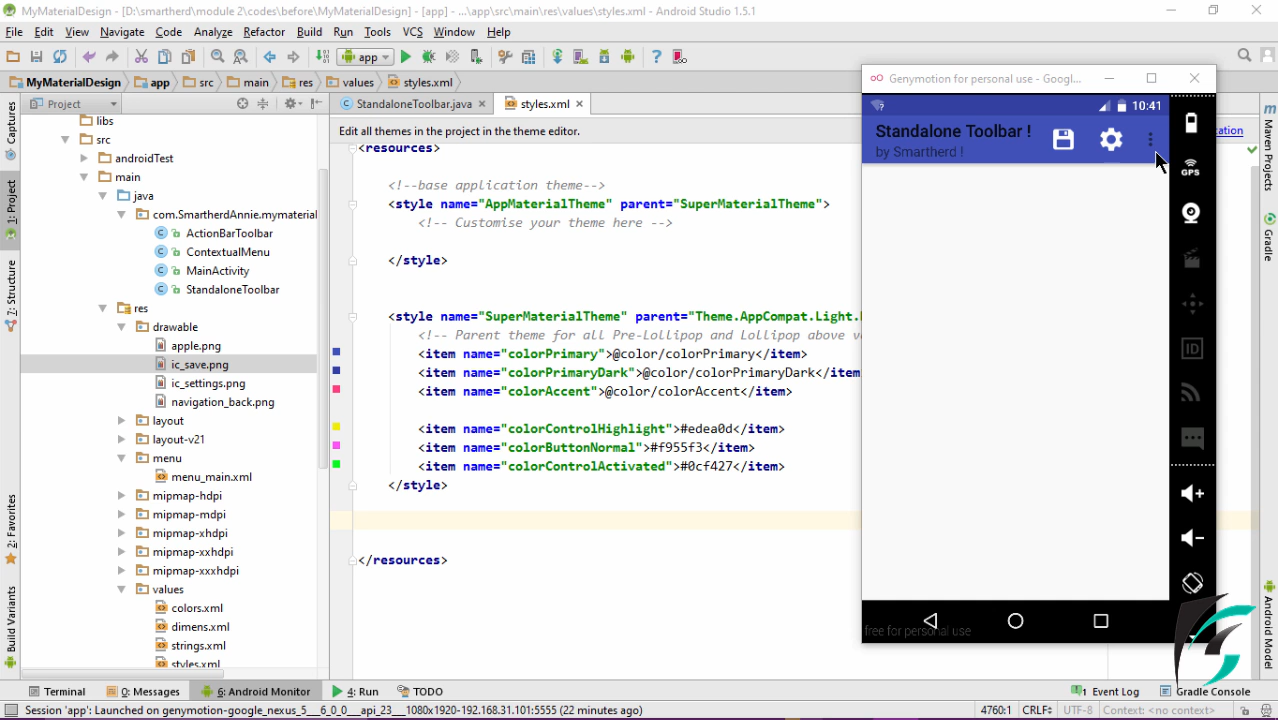 MyMaterialDesign - [D:\smartherd\module 2\codes\before\MyMaterialDesign] - [app] - ...\app\src\main\res\values\styles.xml - Android Studio 1.5.1
File Edit View Navigate Code Analyze Refactor Build Run Tools VCS Window Help
app
MyMaterialDesign app src main res values styles.xml
Project StandaloneToolbar.java styles.xml
Edit all themes in the project in the theme editor.
libs
src
androidTest
main
java
com.SmartherdAnnie.mymaterial
ActionBarToolbar
ContextualMenu
MainActivity
StandaloneToolbar
res
drawable
apple.png
ic_save.png
ic_settings.png
navigation_back.png
layout
layout-v21
menu
menu_main.xml
mipmap-hdpi
mipmap-mdpi
mipmap-xhdpi
mipmap-xxhdpi
mipmap-xxxhdpi
values
colors.xml
dimens.xml
strings.xml
styles.xml
Captures
1: Project
7: Structure
2: Favorites
Build Variants
<resources>
<!--base application theme-->
<style name="AppMaterialTheme" parent="SuperMaterialTheme">
<!-- Customise your theme here -->
</style>
<style name="SuperMaterialTheme" parent="Theme.AppCompat.Light.
<!-- Parent theme for all Pre-Lollipop and Lollipop above v
<item name="colorPrimary">@color/colorPrimary</item>
<item name="colorPrimaryDark">@color/colorPrimaryDark</item>
<item name="colorAccent">@color/colorAccent</item>
<item name="colorControlHighlight">#edea0d</item>
<item name="colorButtonNormal">#f955f3</item>
<item name="colorControlActivated">#0cf427</item>
</style>
</resources>
Genymotion for personal use - Googl...
10:41
Standalone Toolbar !
by Smartherd !
GPS
ID
free for personal use
cation
Maven Projects
Gradle
Android Model
Terminal 0: Messages 6: Android Monitor 4: Run TODO 1 Event Log Gradle Console
Session 'app': Launched on genymotion-google_nexus_5___6_0_0___api_23___1080x1920-192.168.31.101:5555 (22 minutes ago) 4760:1 CRLF÷ UTF-8 Context: <no context>